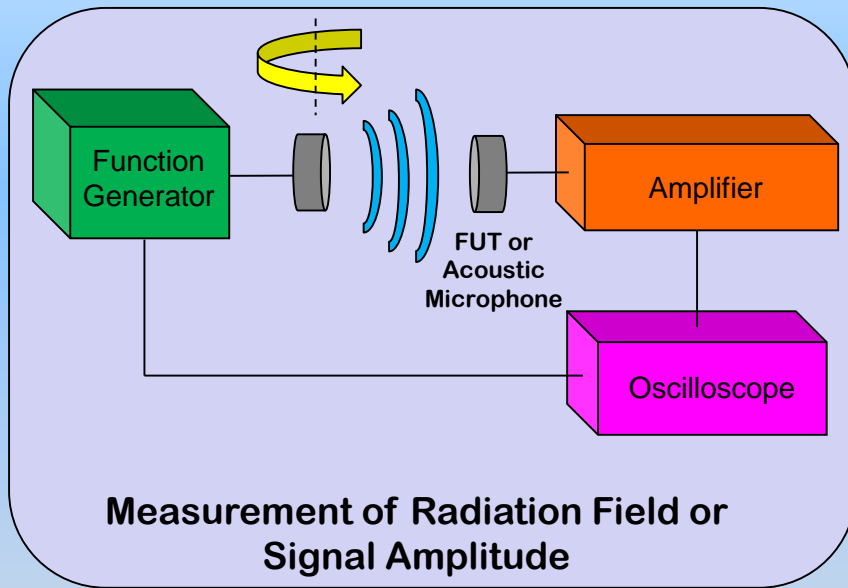 Function
Generator
Amplifier
FUT or
Acoustic
Microphone
Oscilloscope
Measurement of Radiation Field or
Signal Amplitude